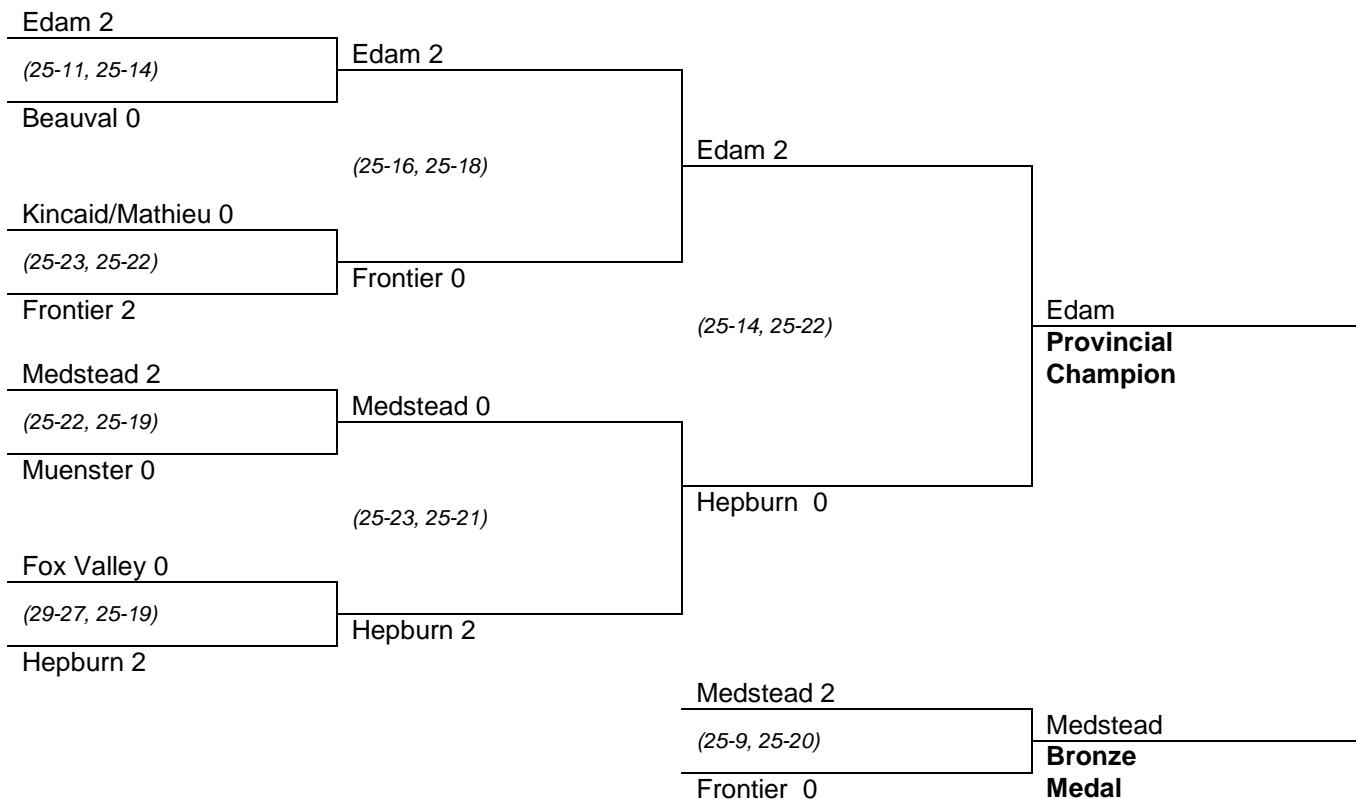 Edam 2
(25-11, 25-14)
Beauval 0
Kincaid/Mathieu 0
(25-23, 25-22)
Frontier 2
Medstead 2
(25-22, 25-19)
Muenster 0
Fox Valley 0
(29-27, 25-19)
Hepburn 2
Edam 2
(25-16, 25-18)
Frontier 0
Medstead 0
(25-23, 25-21)
Hepburn 2
Edam 2
(25-14, 25-22)
Hepburn 0
Edam
Provincial
Champion
Medstead 2
(25-9, 25-20)
Frontier 0
Medstead
Bronze
Medal